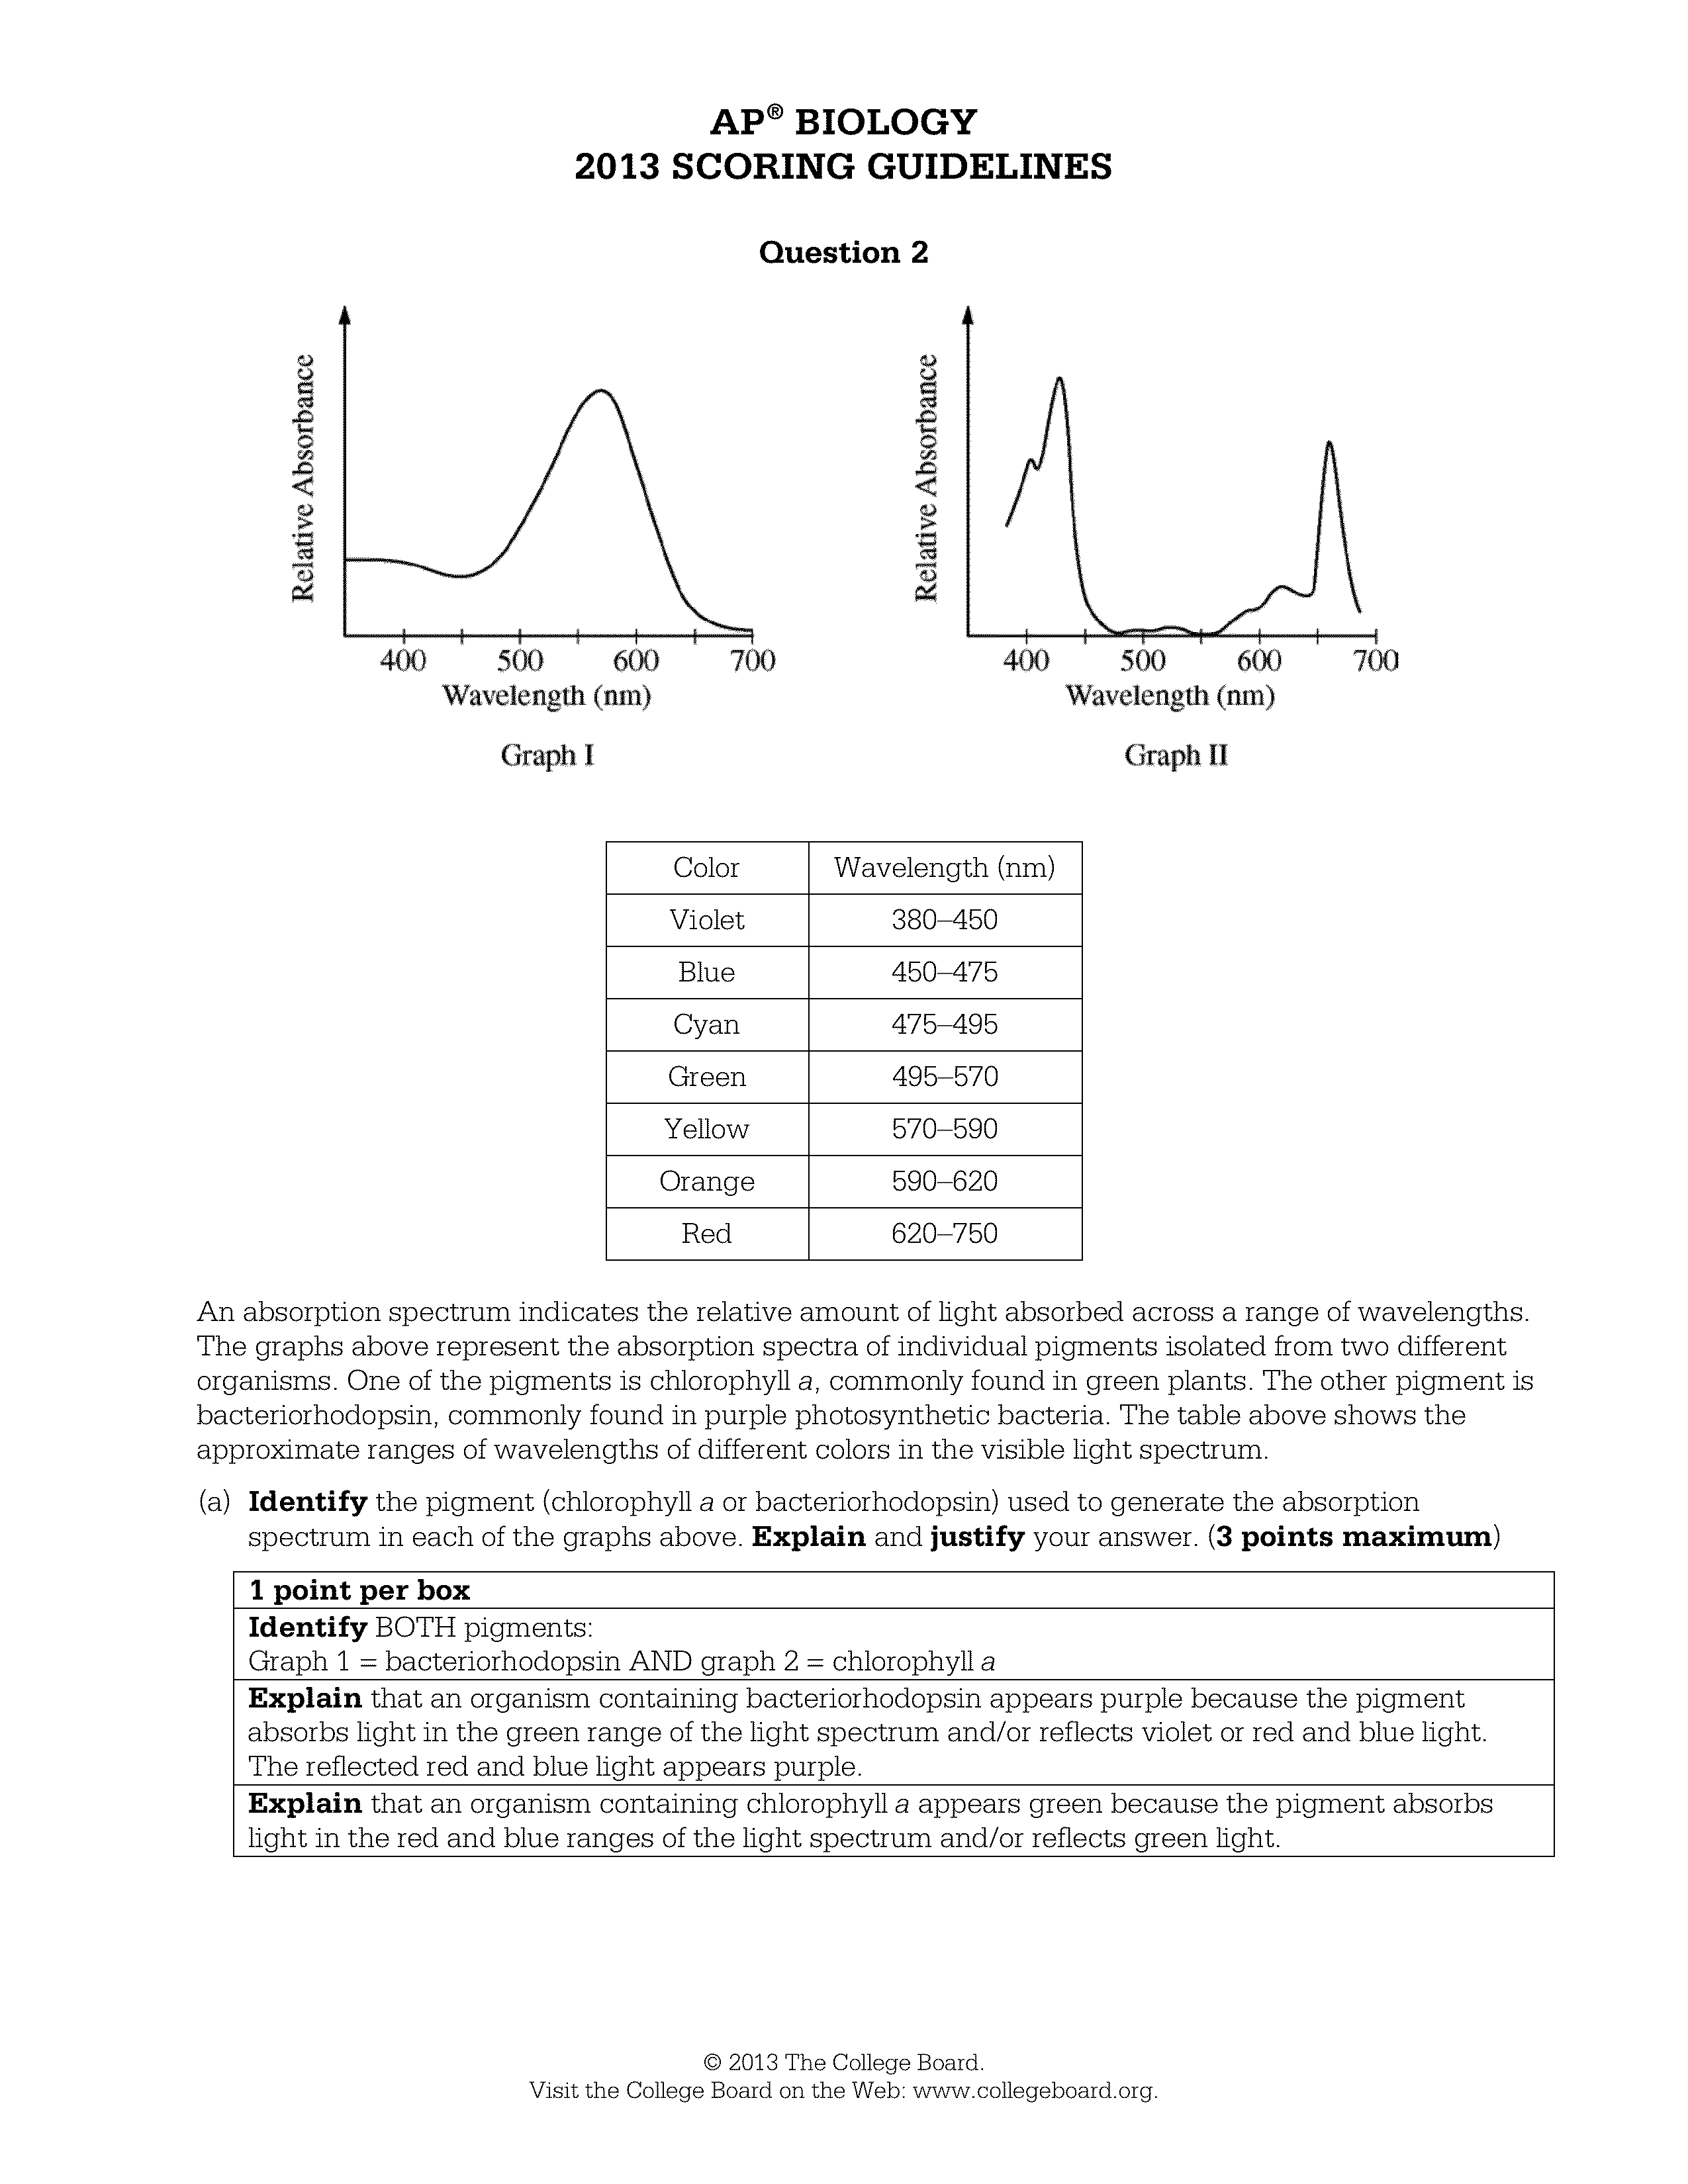 AP® BIOLOGY
2013 SCORING GUIDELINES
Question 2
Relative Absorbance
400 500 600 700
Wavelength (nm)
Graph I
Relative Absorbance
400 500 600 700
Wavelength (nm)
Graph II
Color Wavelength (nm)
Violet 380–450
Blue 450–475
Cyan 475–495
Green 495–570
Yellow 570–590
Orange 590–620
Red 620–750
An absorption spectrum indicates the relative amount of light absorbed across a range of wavelengths.
The graphs above represent the absorption spectra of individual pigments isolated from two different
organisms. One of the pigments is chlorophyll a, commonly found in green plants. The other pigment is
bacteriorhodopsin, commonly found in purple photosynthetic bacteria. The table above shows the
approximate ranges of wavelengths of different colors in the visible light spectrum.
(a) Identify the pigment (chlorophyll a or bacteriorhodopsin) used to generate the absorption
spectrum in each of the graphs above. Explain and justify your answer. (3 points maximum)
1 point per box
Identify BOTH pigments:
Graph 1 = bacteriorhodopsin AND graph 2 = chlorophyll a
Explain that an organism containing bacteriorhodopsin appears purple because the pigment
absorbs light in the green range of the light spectrum and/or reflects violet or red and blue light.
The reflected red and blue light appears purple.
Explain that an organism containing chlorophyll a appears green because the pigment absorbs
light in the red and blue ranges of the light spectrum and/or reflects green light.
© 2013 The College Board.
Visit the College Board on the Web: www.collegeboard.org.